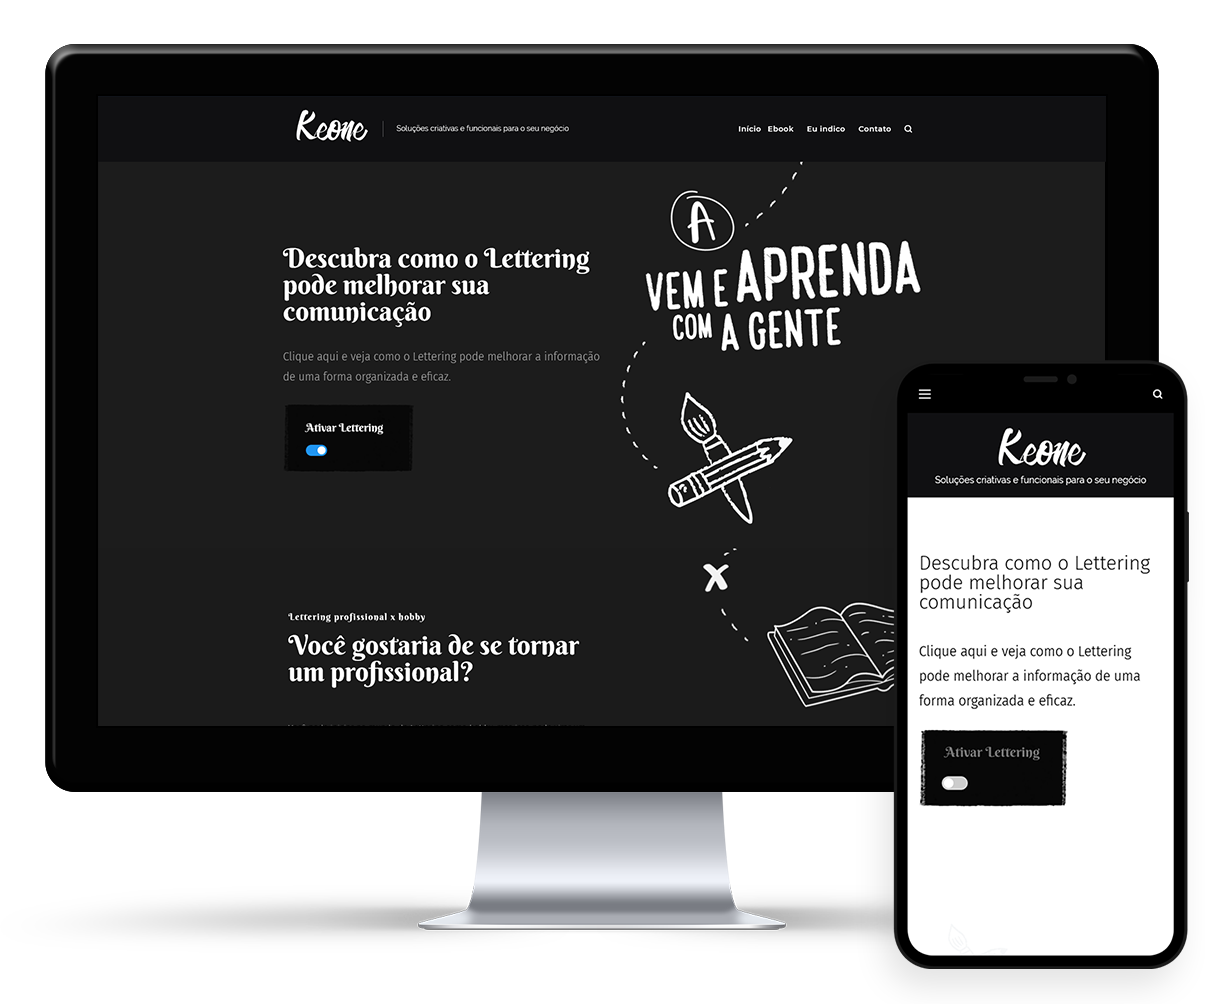 Keone
Soluções criativas e funcionais para o seu negócio
Início Ebook Eu indico Contato
Descubra como o Lettering
pode melhorar sua
comunicação
Clique aqui e veja como o Lettering pode melhorar a informação
de uma forma organizada e eficaz.
Ativar Lettering
A
VEM E APRENDA
COM A GENTE
X
Lettering profissional x hobby
Você gostaria de se tornar
um profissional?
Keone
Soluções criativas e funcionais para o seu negócio
Descubra como o Lettering
pode melhorar sua
comunicação
Clique aqui e veja como o Lettering
pode melhorar a informação de uma
forma organizada e eficaz.
Ativar Lettering